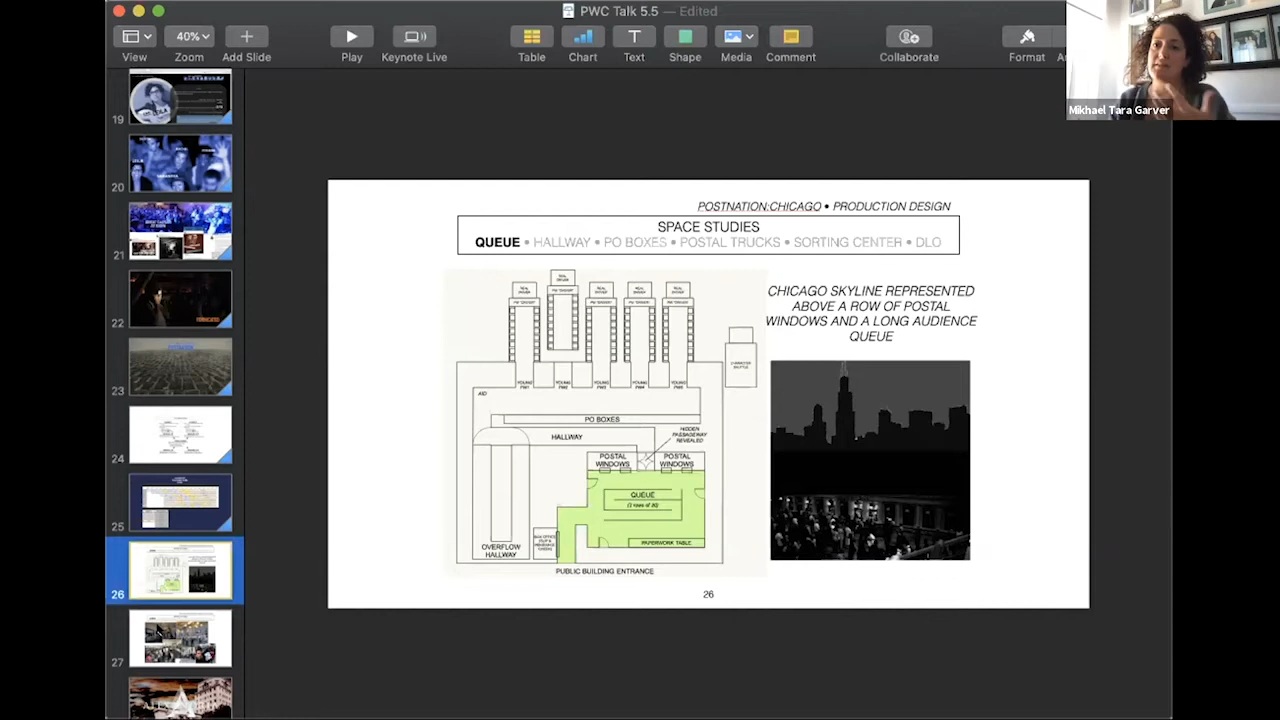 PWC Talk 5.5 — Edited
40%
View
Zoom
Add Slide
Play
Keynote Live
Table
Chart
Text
Shape
Media
Comment
Collaborate
Format
Mikhael Tara Garver
19
20
21
22
23
24
25
26
27
POSTNATION:CHICAGO • PRODUCTION DESIGN
SPACE STUDIES
QUEUE • HALLWAY • PO BOXES • POSTAL TRUCKS • SORTING CENTER • DLO
CHICAGO SKYLINE REPRESENTED
ABOVE A ROW OF POSTAL
WINDOWS AND A LONG AUDIENCE
QUEUE
PO BOXES
HALLWAY
HIDDEN
PASSAGEWAY
REVEALED
POSTAL
WINDOWS
POSTAL
WINDOWS
QUEUE
PAPERWORK TABLE
OVERFLOW
HALLWAY
PUBLIC BUILDING ENTRANCE
26